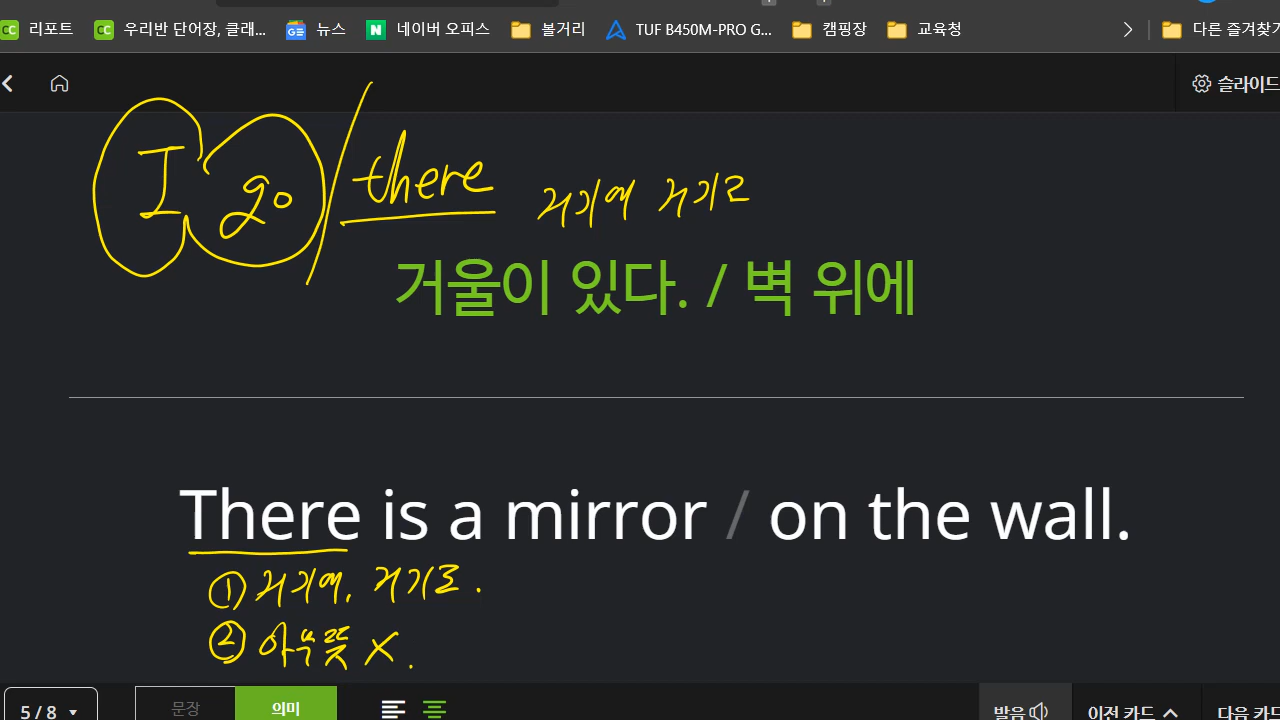 리포트 우리반 단어장, 클래... 뉴스 네이버 오피스 볼거리 TUF B450M-PRO G... 캠핑장 교육청 다른 즐겨찾기
슬라이드
I go / there 거기에 거기로
거울이 있다. / 벽 위에
There is a mirror / on the wall.
① 거기에, 거기로.
② 아무뜻 X.
5 / 8 문장 의미 발음 이전 카드 다음 카드